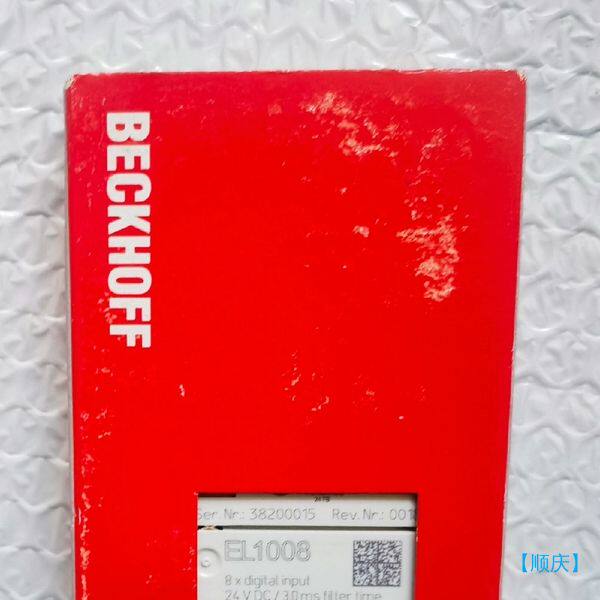 BECKHOFF
Ser. Nr.: 38200015 Rev. Nr.: 001
EL1008
8 x digital input
24 V DC / 3.0 ms filter time
【顺庆】